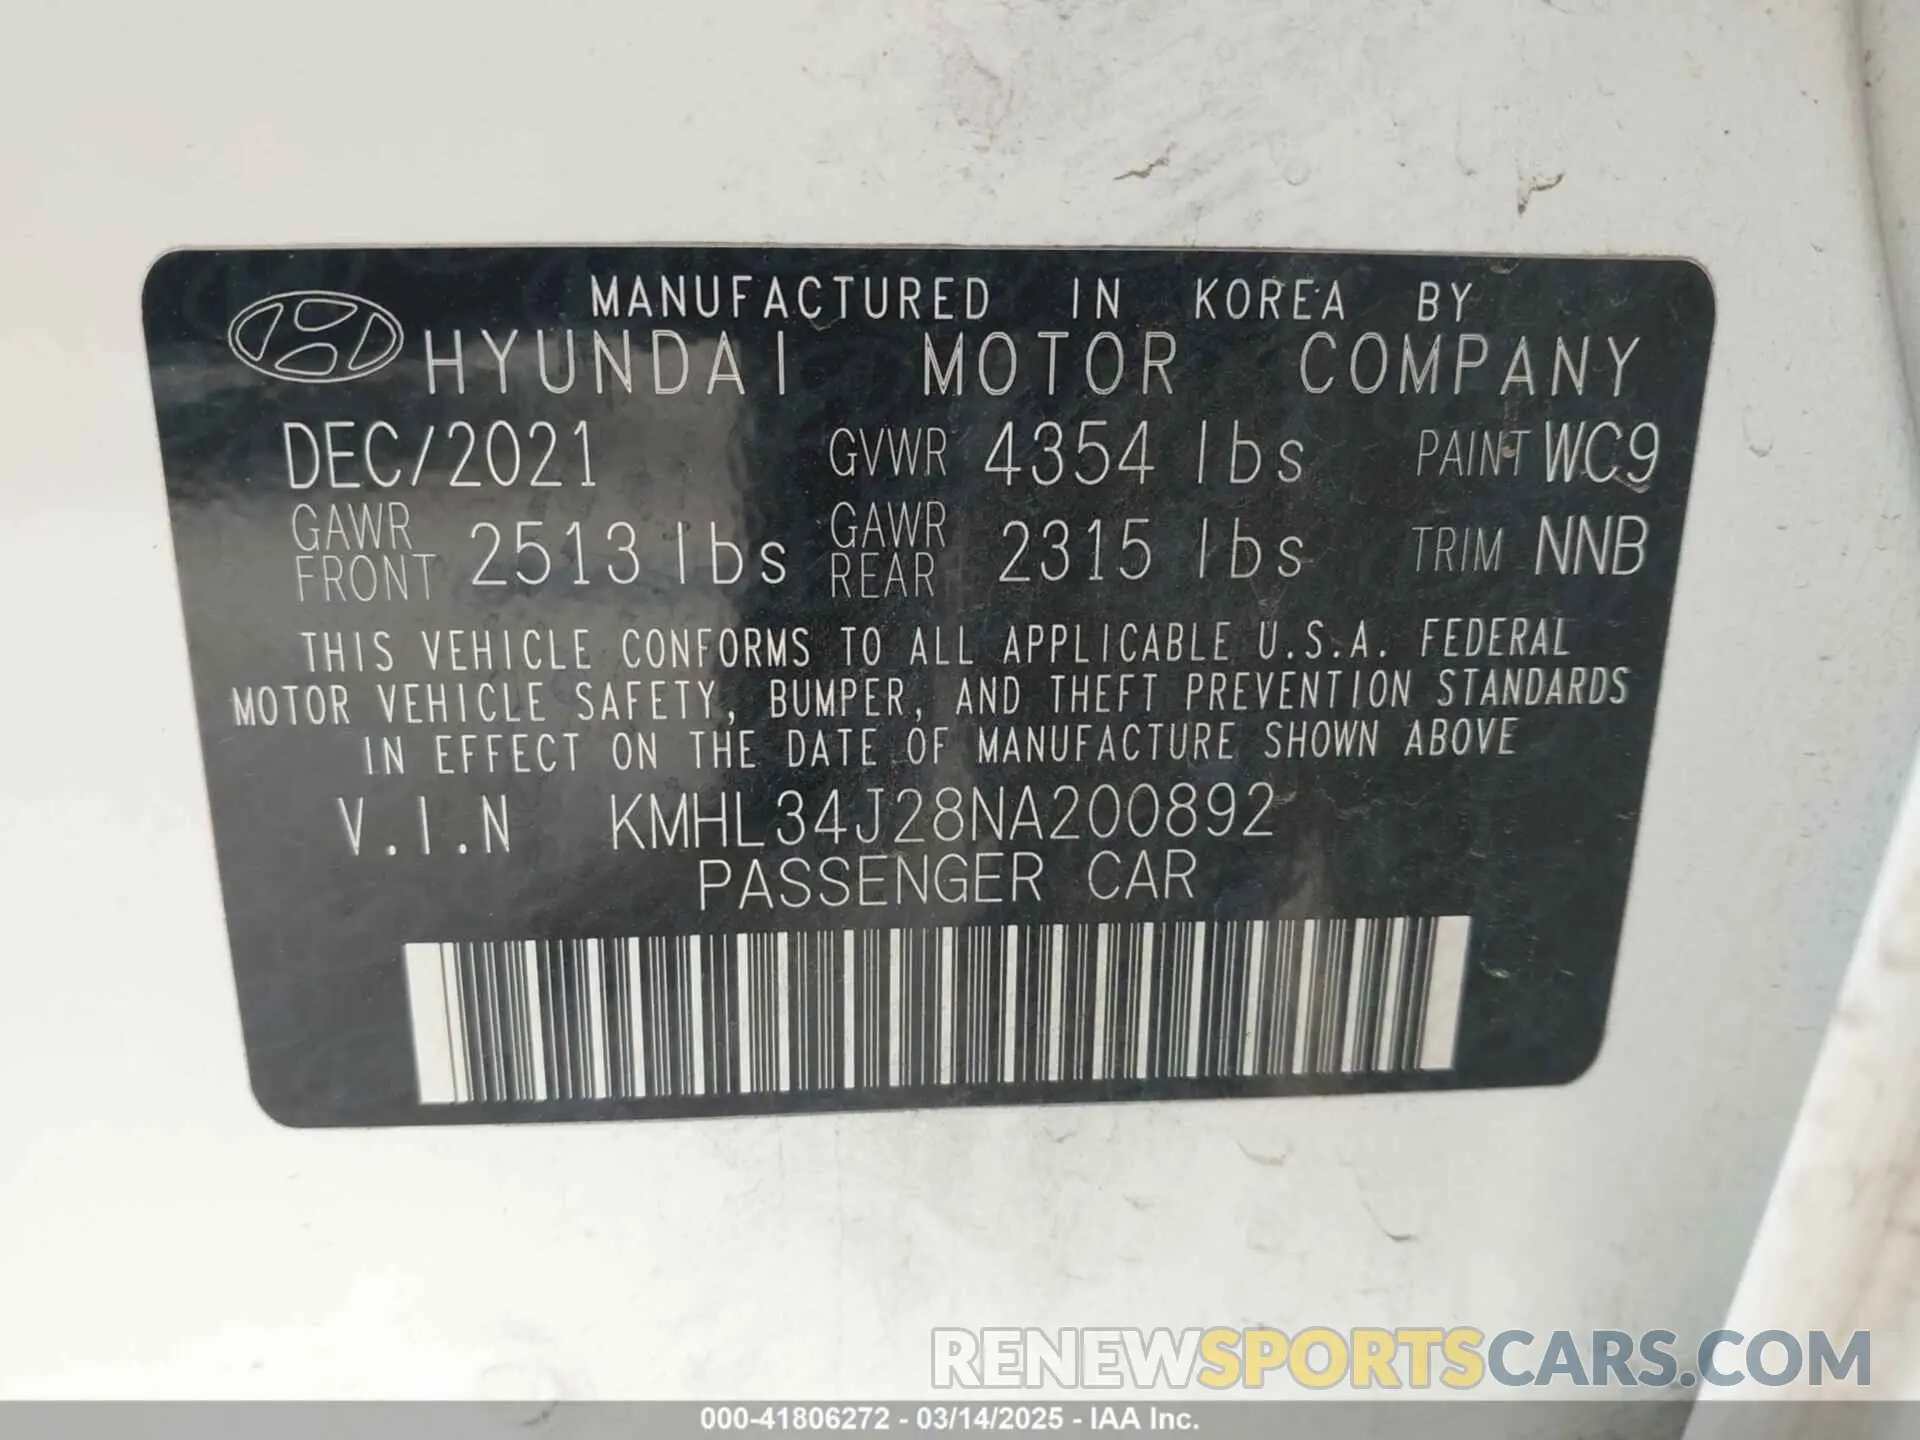 MANUFACTURED IN KOREA BY
HYUNDAI MOTOR COMPANY
DEC/2021 GVWR 4354 lbs PAINT WC9
GAWR FRONT 2513 lbs GAWR REAR 2315 lbs TRIM NNB
THIS VEHICLE CONFORMS TO ALL APPLICABLE U.S.A. FEDERAL
MOTOR VEHICLE SAFETY, BUMPER, AND THEFT PREVENTION STANDARDS
IN EFFECT ON THE DATE OF MANUFACTURE SHOWN ABOVE
V.I.N KMHL34J28NA200892
PASSENGER CAR
RENEWSPORTSCARS.COM
000-41806272 - 03/14/2025 - IAA Inc.